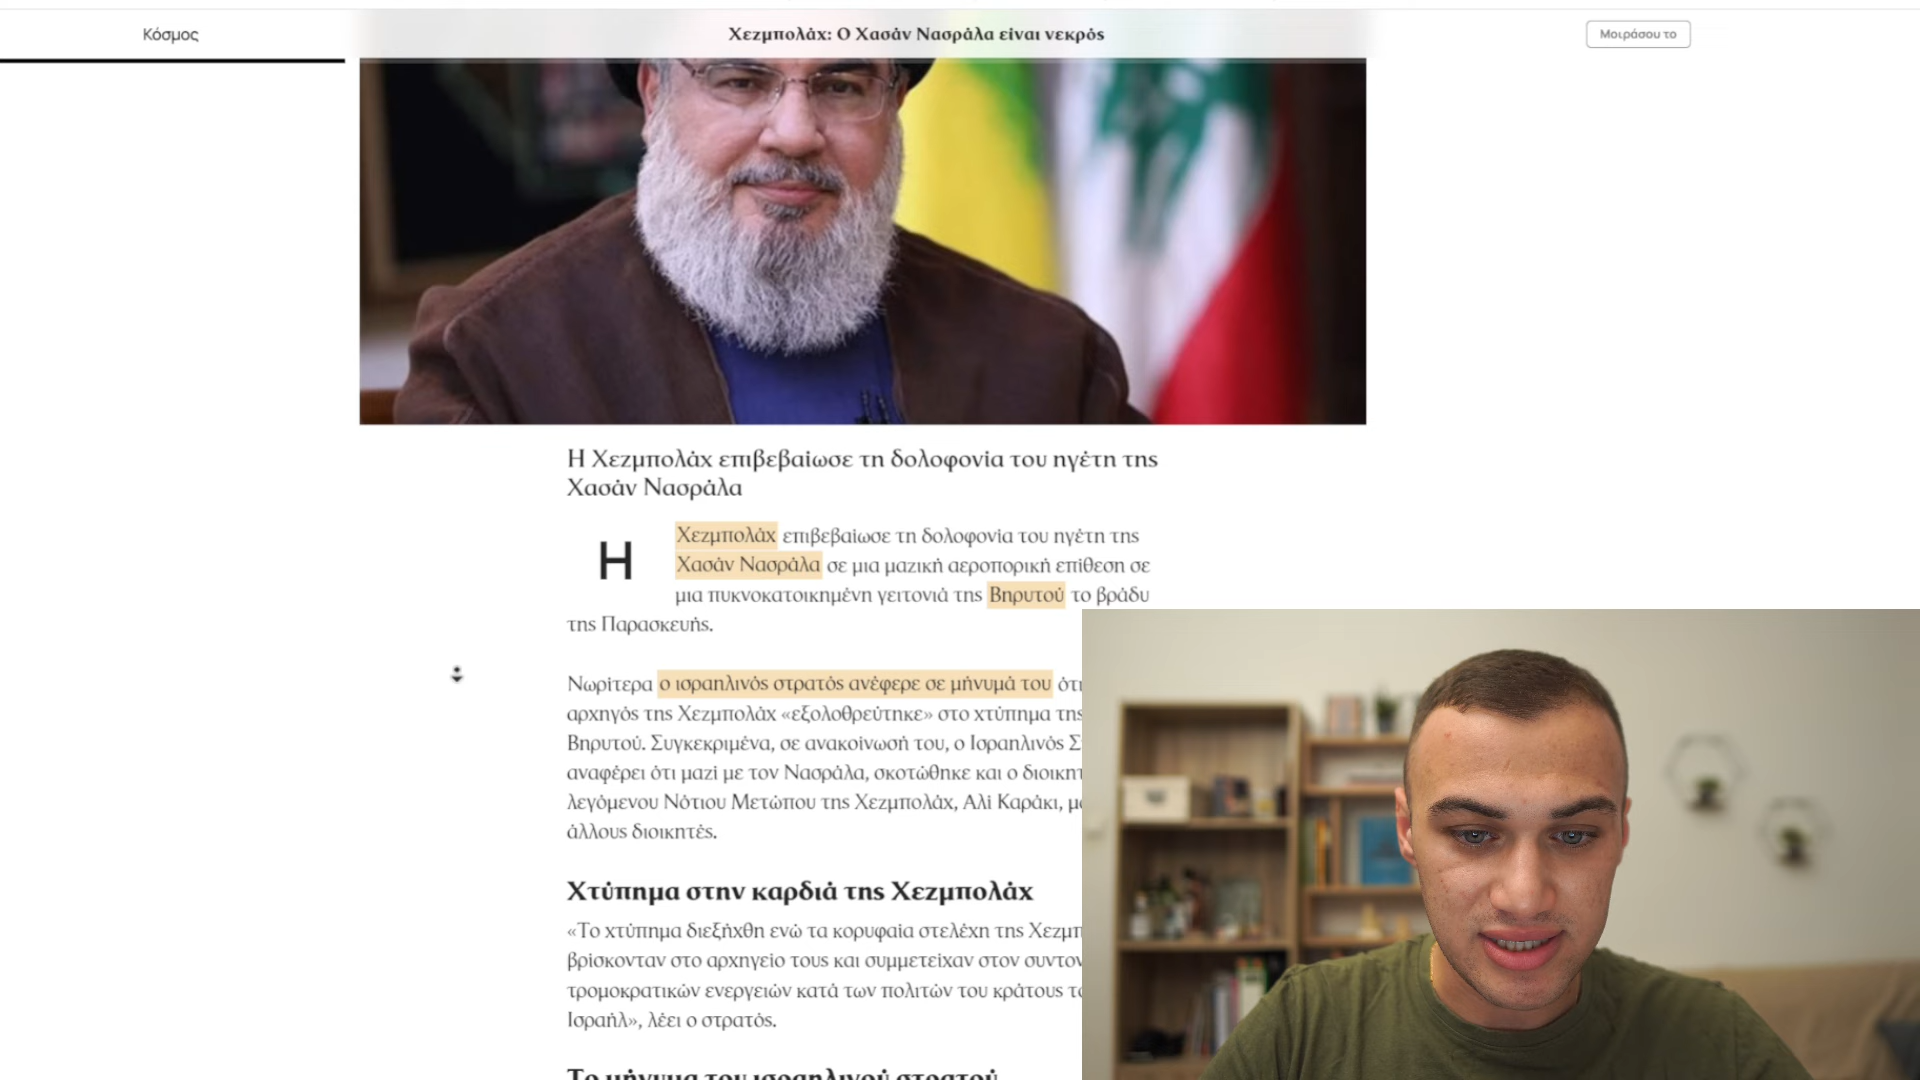 Κόσμος
Χεζμπολάχ: Ο Χασάν Νασράλα είναι νεκρός
Μοιράσου το
Η Χεζμπολάχ επιβεβαίωσε τη δολοφονία του ηγέτη της
Χασάν Νασράλα
Η
Χεζμπολάχ επιβεβαίωσε τη δολοφονία του ηγέτη της
Χασάν Νασράλα σε μια μαζική αεροπορική επίθεση σε
μια πυκνοκατοικημένη γειτονιά της Βηρυτού το βράδυ
της Παρασκευής.
Νωρίτερα ο ισραηλινός στρατός ανέφερε σε μήνυμά του ότι
αρχηγός της Χεζμπολάχ «εξολοθρεύτηκε» στο χτύπημα της
Βηρυτού. Συγκεκριμένα, σε ανακοίνωσή του, ο Ισραηλινός
αναφέρει ότι μαζί με τον Νασράλα, σκοτώθηκε και ο
λεγόμενου Νότιου Μετώπου της Χεζμπολάχ, Αλί Καράκι,
άλλους διοικητές.
Χτύπημα στην καρδιά της Χεζμπολάχ
«Το χτύπημα διεξήχθη ενώ τα κορυφαία στελέχη της
βρίσκονταν στο αρχηγείο τους και συμμετείχαν στον
τρομοκρατικών ενεργειών κατά των πολιτών του κράτους
Ισραήλ», λέει ο στρατός.
Το μήνυμα του ισραηλινού στρατού